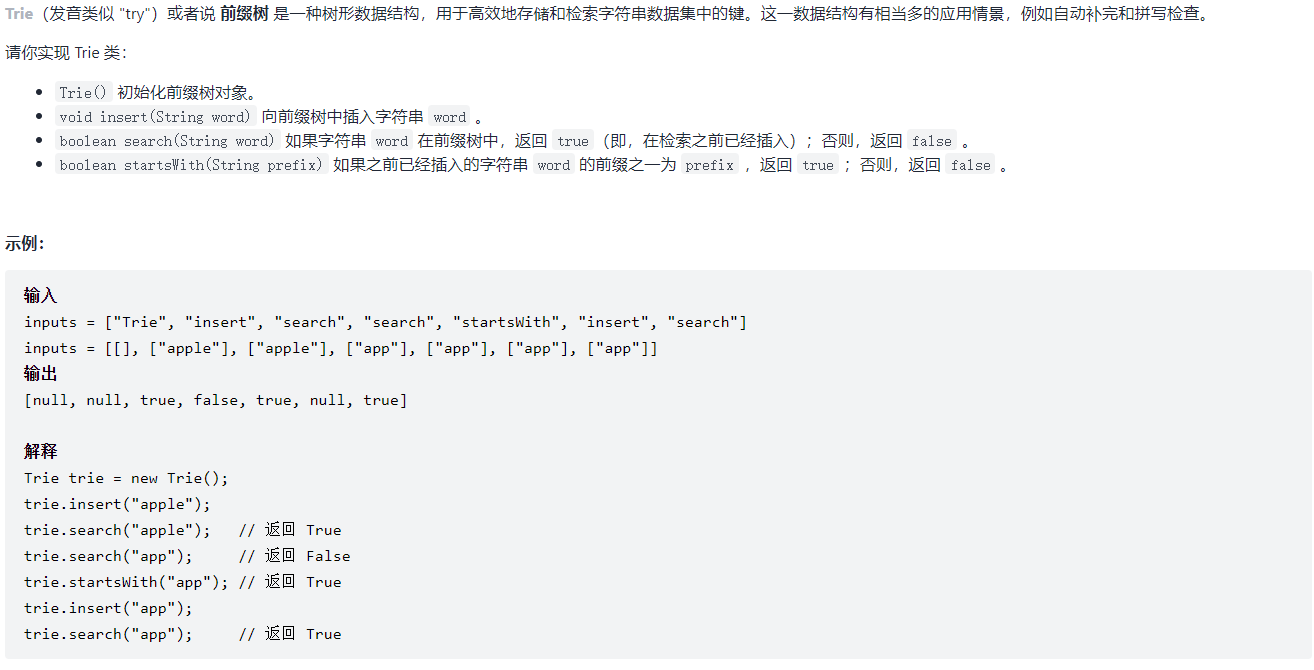 Trie（发音类似 "try"）或者说 前缀树 是一种树形数据结构，用于高效地存储和检索字符串数据集中的键。这一数据结构有相当多的应用情景，例如自动补完和拼写检查。
请你实现 Trie 类：
• Trie() 初始化前缀树对象。
• void insert(String word) 向前缀树中插入字符串 word 。
• boolean search(String word) 如果字符串 word 在前缀树中，返回 true（即，在检索之前已经插入）；否则，返回 false 。
• boolean startsWith(String prefix) 如果之前已经插入的字符串 word 的前缀之一为 prefix ，返回 true ；否则，返回 false 。
示例：
输入
inputs = ["Trie", "insert", "search", "search", "startsWith", "insert", "search"]
inputs = [[], ["apple"], ["apple"], ["app"], ["app"], ["app"], ["app"]]
输出
[null, null, true, false, true, null, true]
解释
Trie trie = new Trie();
trie.insert("apple");
trie.search("apple");   // 返回 True
trie.search("app");     // 返回 False
trie.startsWith("app"); // 返回 True
trie.insert("app");
trie.search("app");     // 返回 True